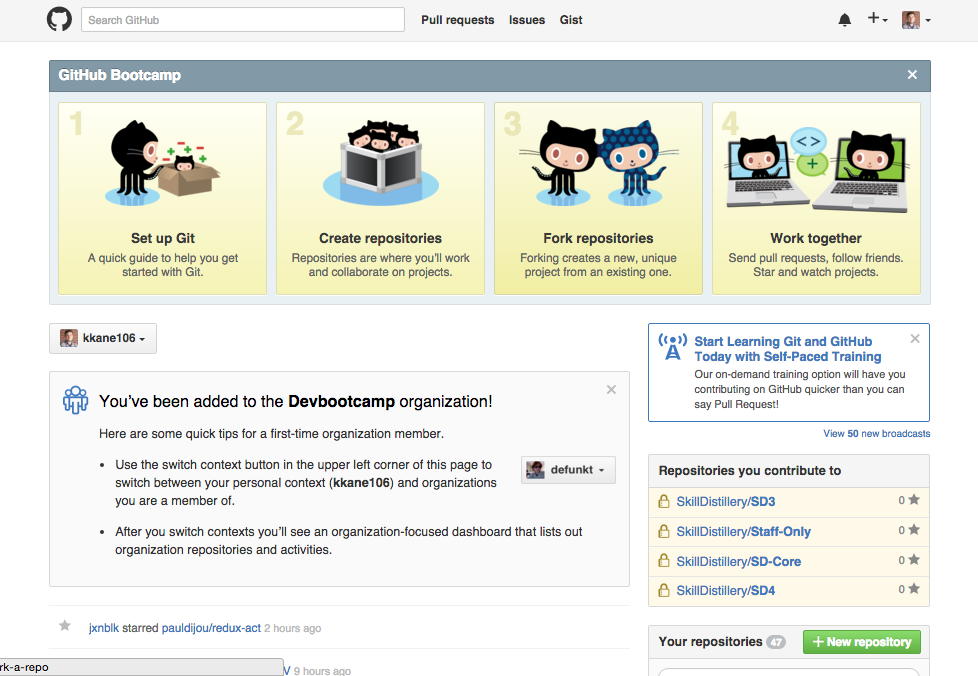 Search GitHub
Pull requests Issues Gist
GitHub Bootcamp
1
Set up Git
A quick guide to help you get
started with Git.
2
Create repositories
Repositories are where you'll work
and collaborate on projects.
3
Fork repositories
Forking creates a new, unique
project from an existing one.
4
Work together
Send pull requests, follow friends.
Star and watch projects.
kkane106
You've been added to the Devbootcamp organization!
Here are some quick tips for a first-time organization member.
• Use the switch context button in the upper left corner of this page to
switch between your personal context (kkane106) and organizations
you are a member of.
defunkt
• After you switch contexts you'll see an organization-focused dashboard that lists out
organization repositories and activities.
jxnblk starred pauldijou/redux-act 2 hours ago
V 9 hours ago
rk-a-repo
Start Learning Git and GitHub
Today with Self-Paced Training
Our on-demand training option will have you
contributing on GitHub quicker than you can
say Pull Request!
View 50 new broadcasts
Repositories you contribute to
SkillDistillery/SD3 0
SkillDistillery/Staff-Only 0
SkillDistillery/SD-Core 0
SkillDistillery/SD4 0
Your repositories 47
New repository